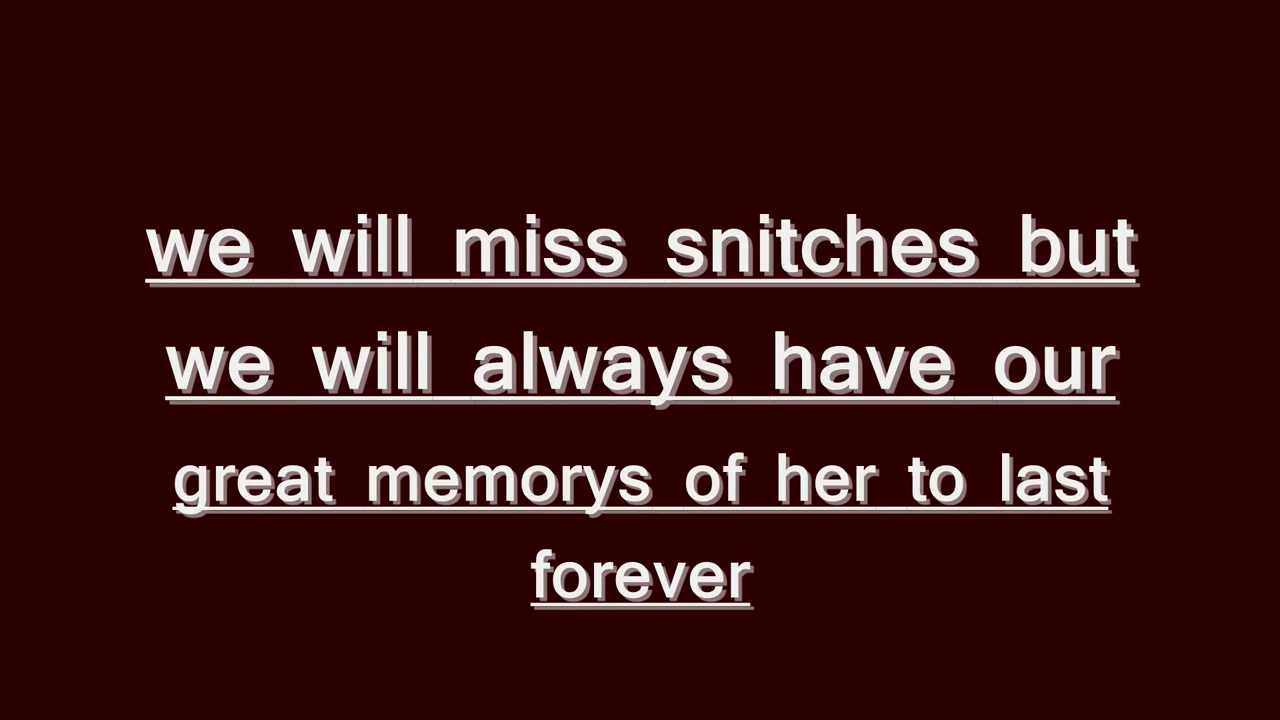 we will miss snitches but
we will always have our
great memorys of her to last
forever